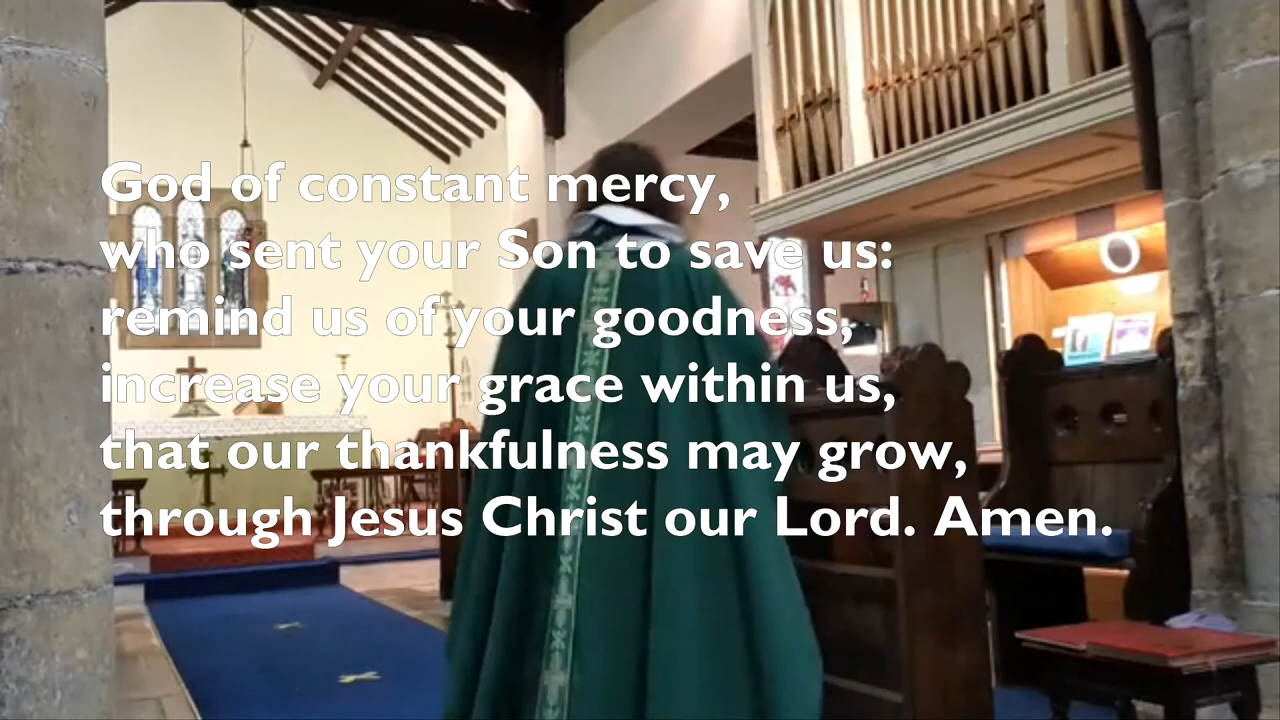 God of constant mercy,
who sent your Son to save us:
remind us of your goodness,
increase your grace within us,
that our thankfulness may grow,
through Jesus Christ our Lord. Amen.